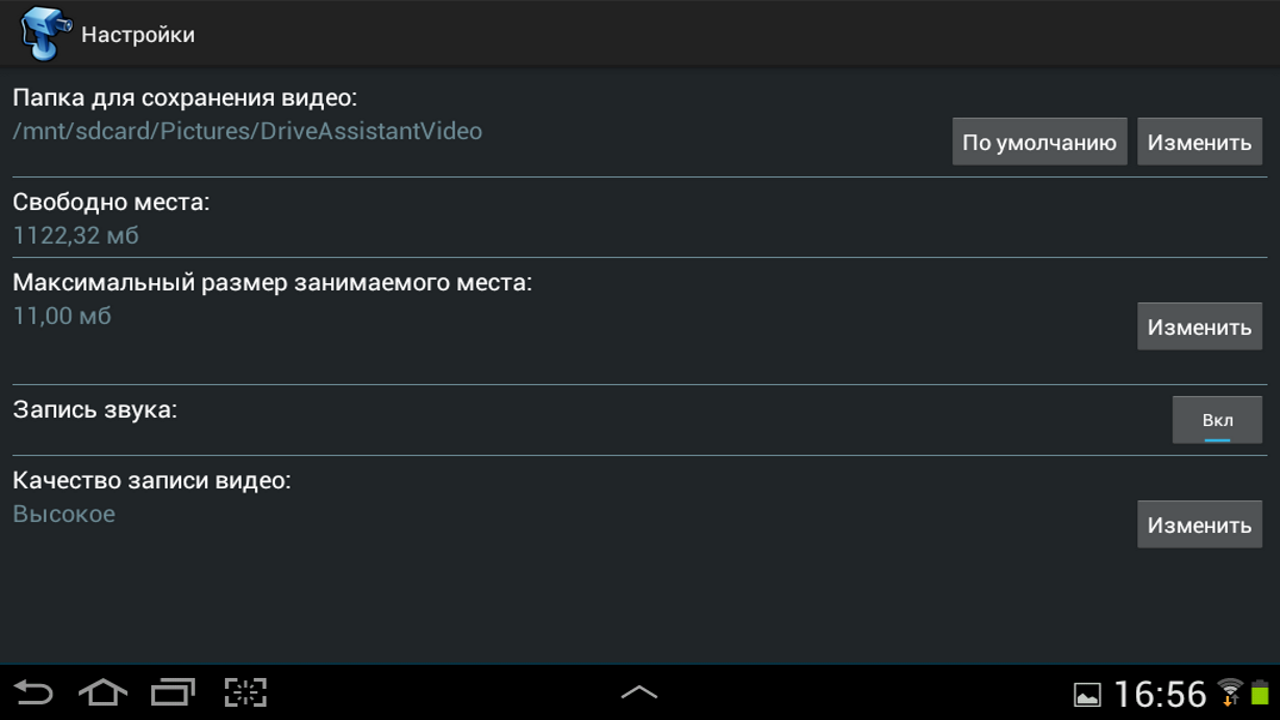 Настройки
Папка для сохранения видео:
/mnt/sdcard/Pictures/DriveAssistantVideo
По умолчанию Изменить
Свободно места:
1122,32 мб
Максимальный размер занимаемого места:
11,00 мб
Изменить
Запись звука:
Вкл
Качество записи видео:
Высокое
Изменить
16:56